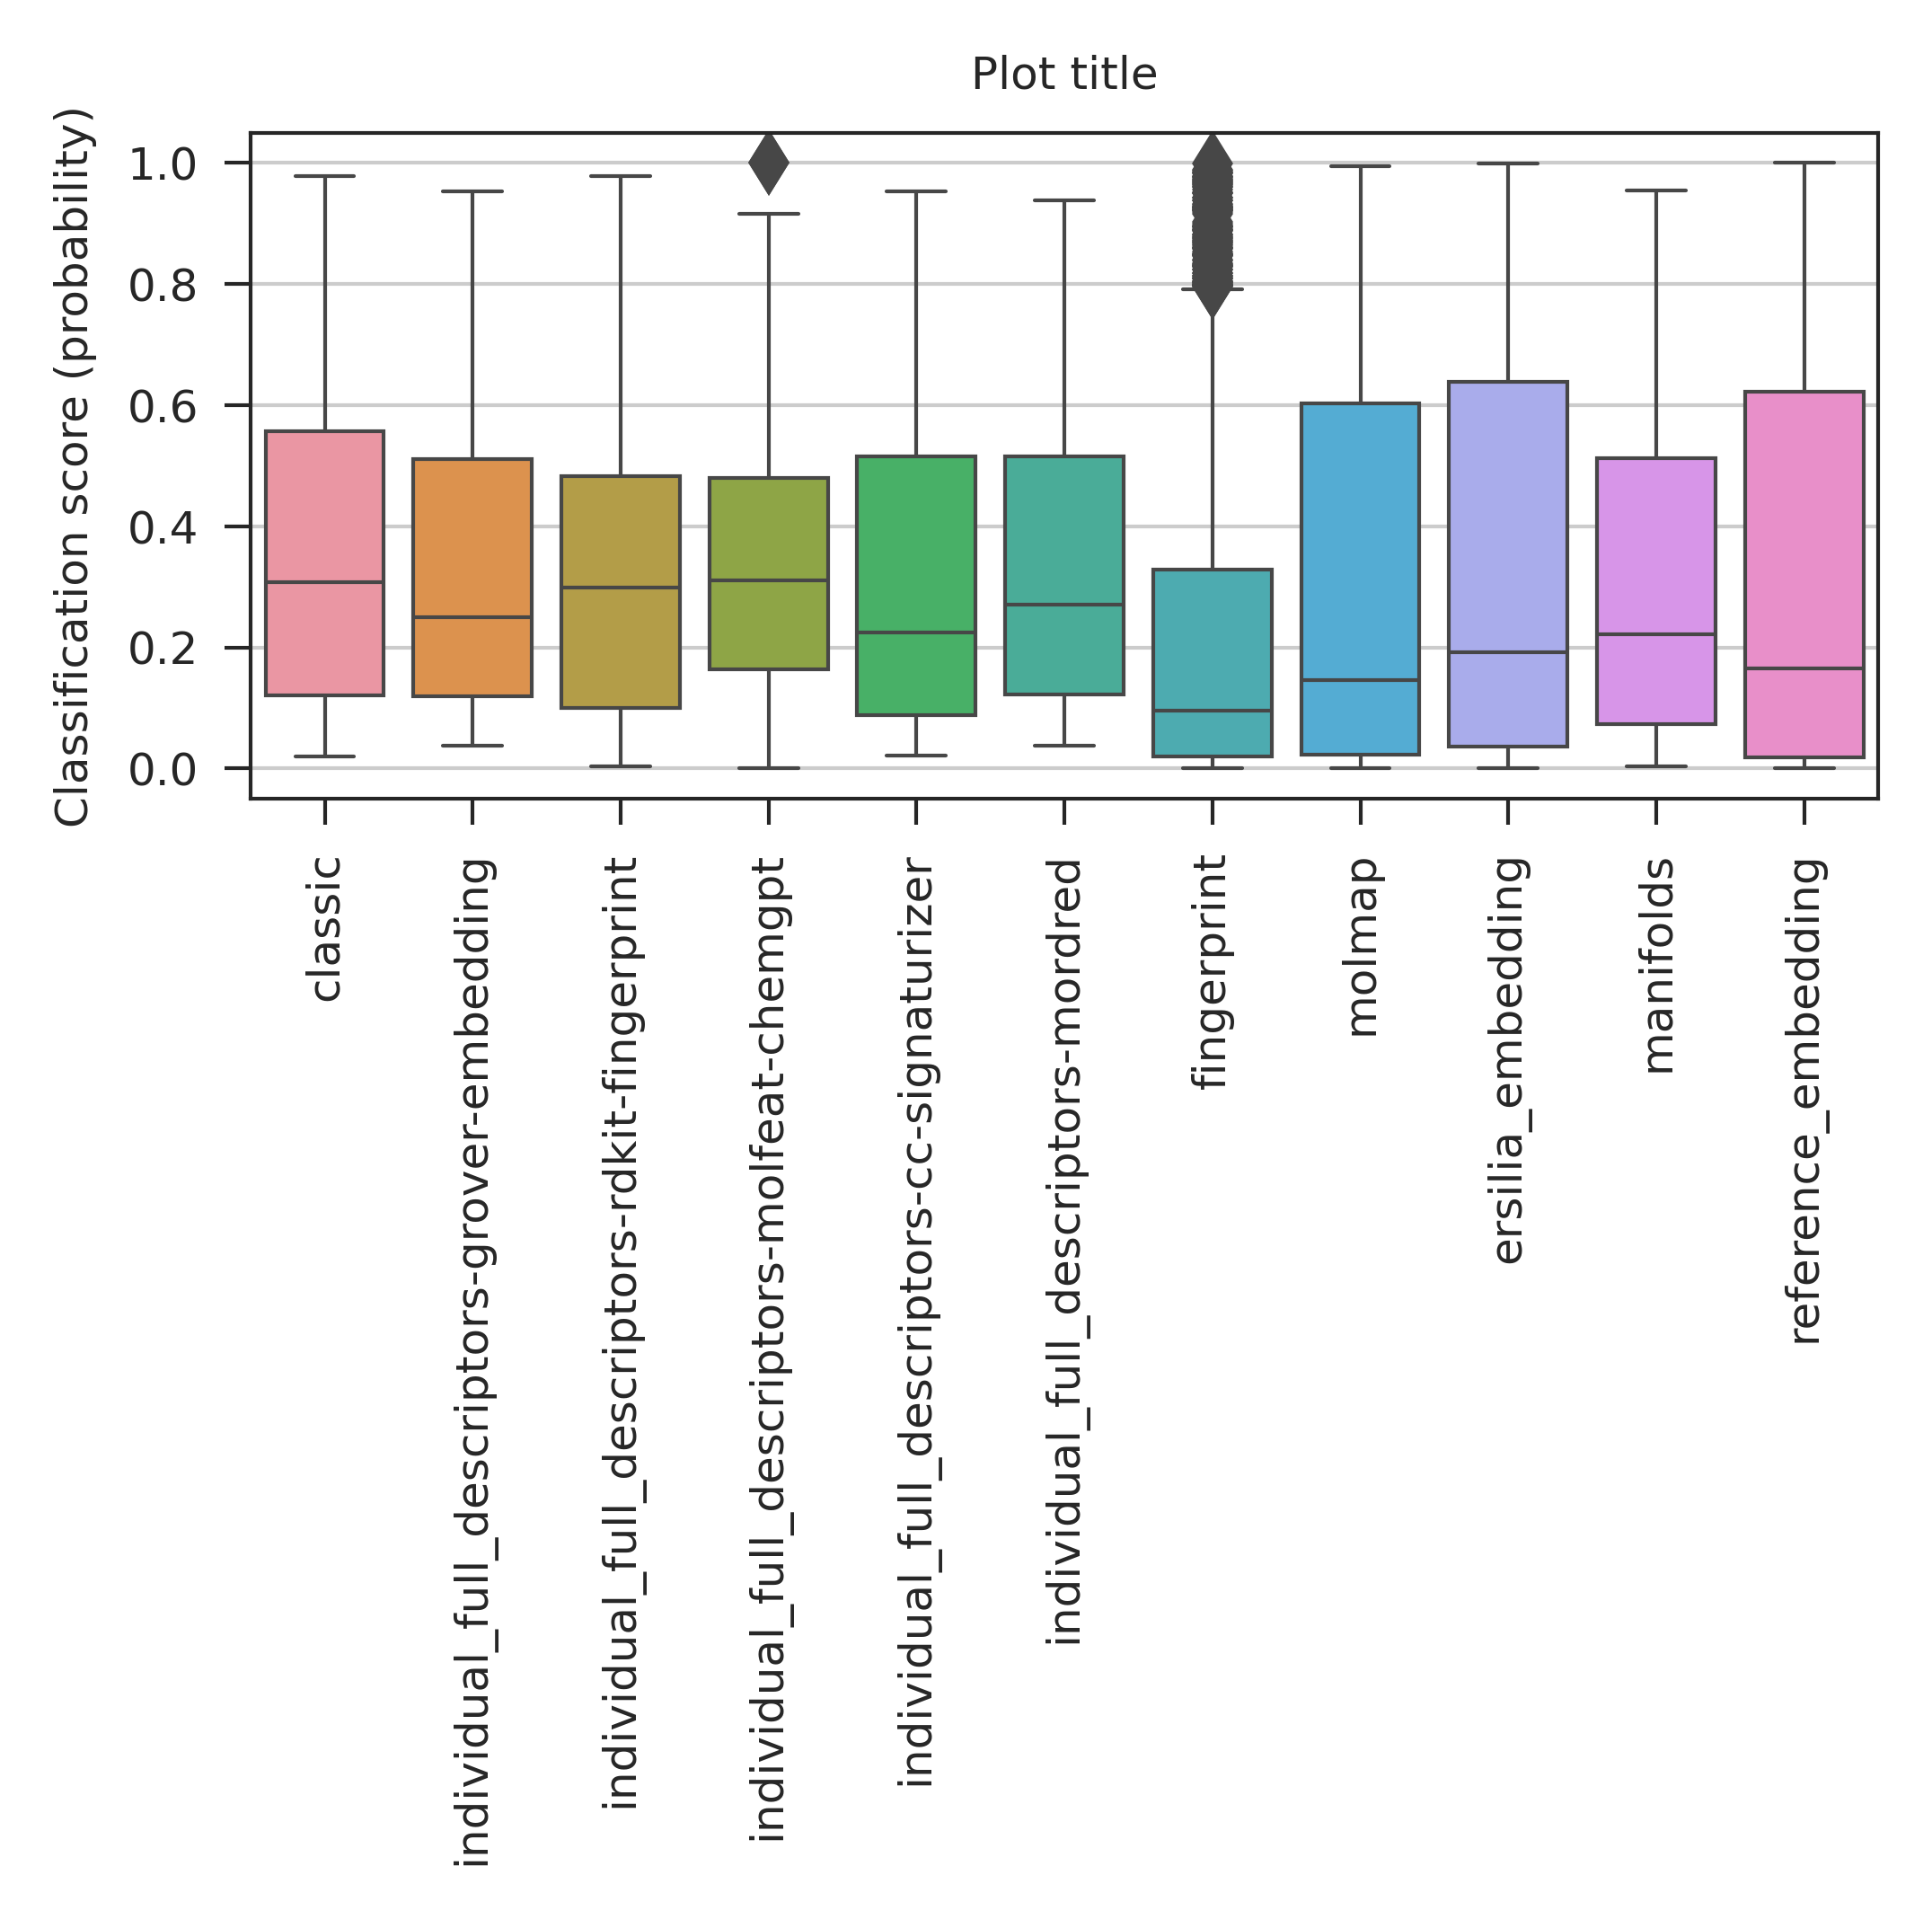 Plot title
Classification score (probability)
1.0
0.8
0.6
0.4
0.2
0.0
classic
individual_full_descriptors-grover-embedding
individual_full_descriptors-rdkit-fingerprint
individual_full_descriptors-molfeat-chemgpt
individual_full_descriptors-cc-signaturizer
individual_full_descriptors-mordred
fingerprint
molmap
ersilia_embedding
manifolds
reference_embedding